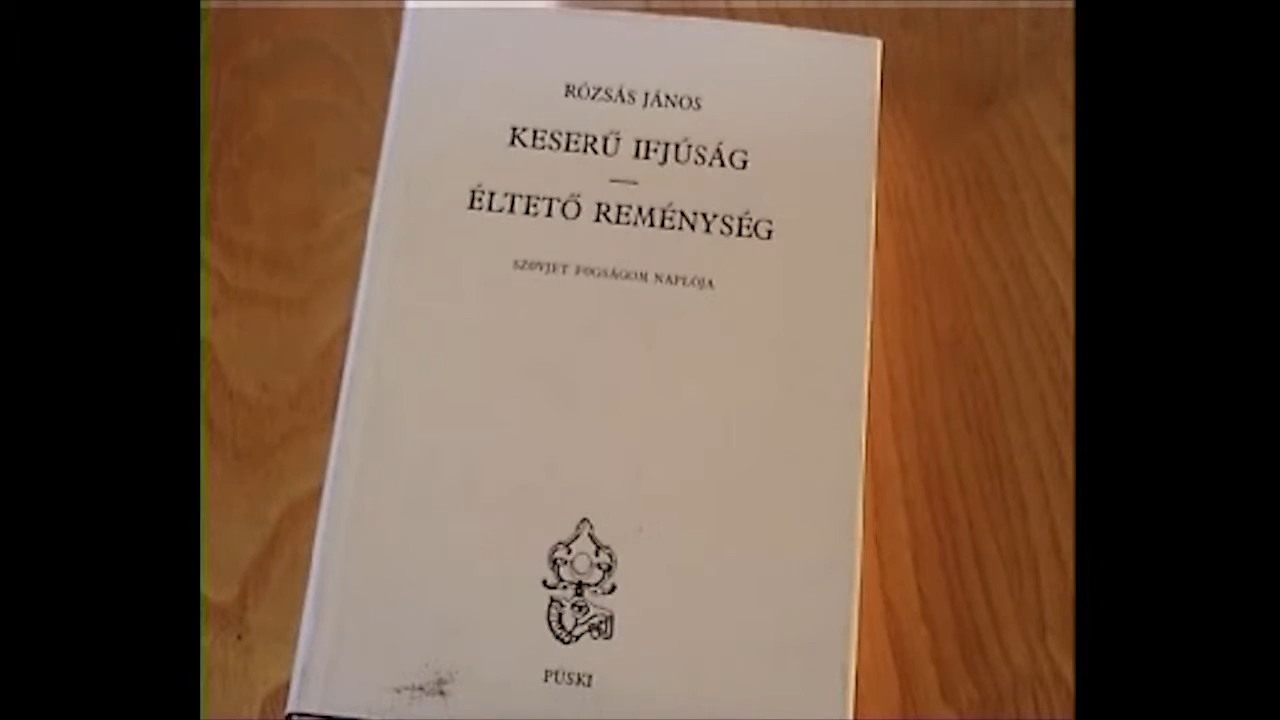 RÓZSÁS JÁNOS
KESERŰ IFJÚSÁG
—
ÉLTETŐ REMÉNYSÉG
SZOVJET FOGSÁGOM NAPLÓJA
PÜSKI